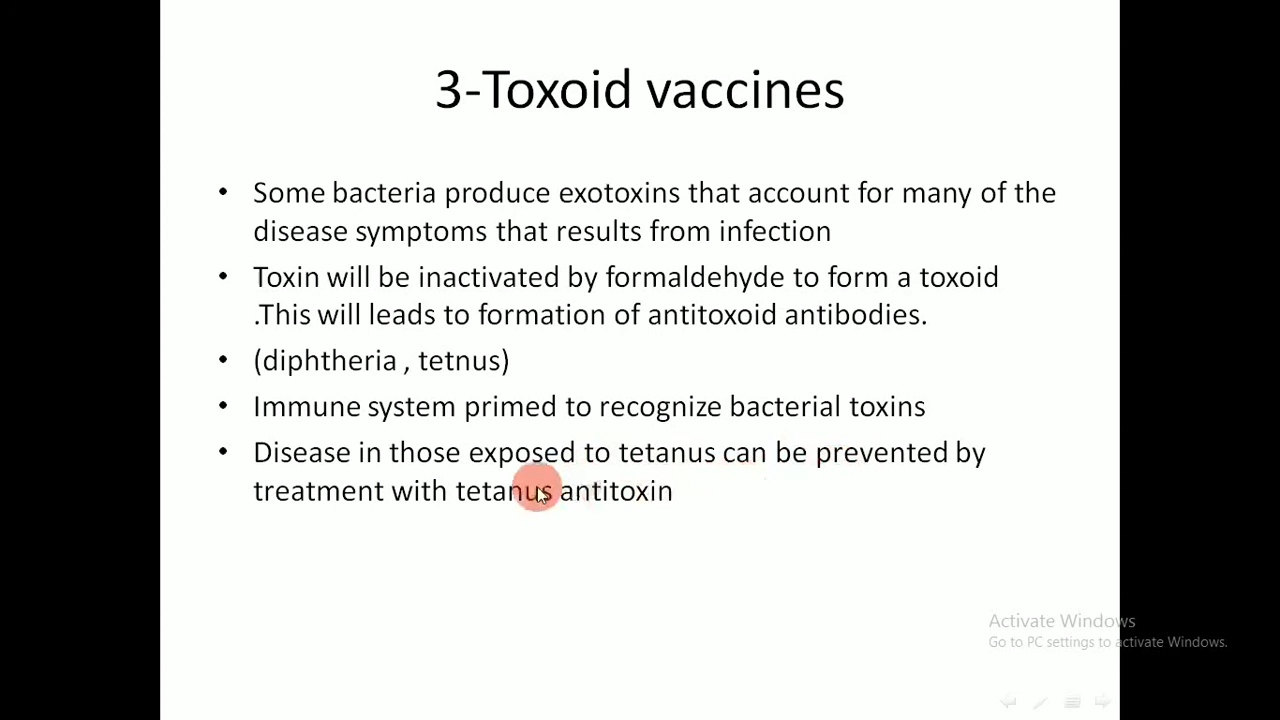 3-Toxoid vaccines
• Some bacteria produce exotoxins that account for many of the
disease symptoms that results from infection
• Toxin will be inactivated by formaldehyde to form a toxoid
.This will leads to formation of antitoxoid antibodies.
• (diphtheria , tetnus)
• Immune system primed to recognize bacterial toxins
• Disease in those exposed to tetanus can be prevented by
treatment with tetanus antitoxin
Activate Windows
Go to PC settings to activate Windows.